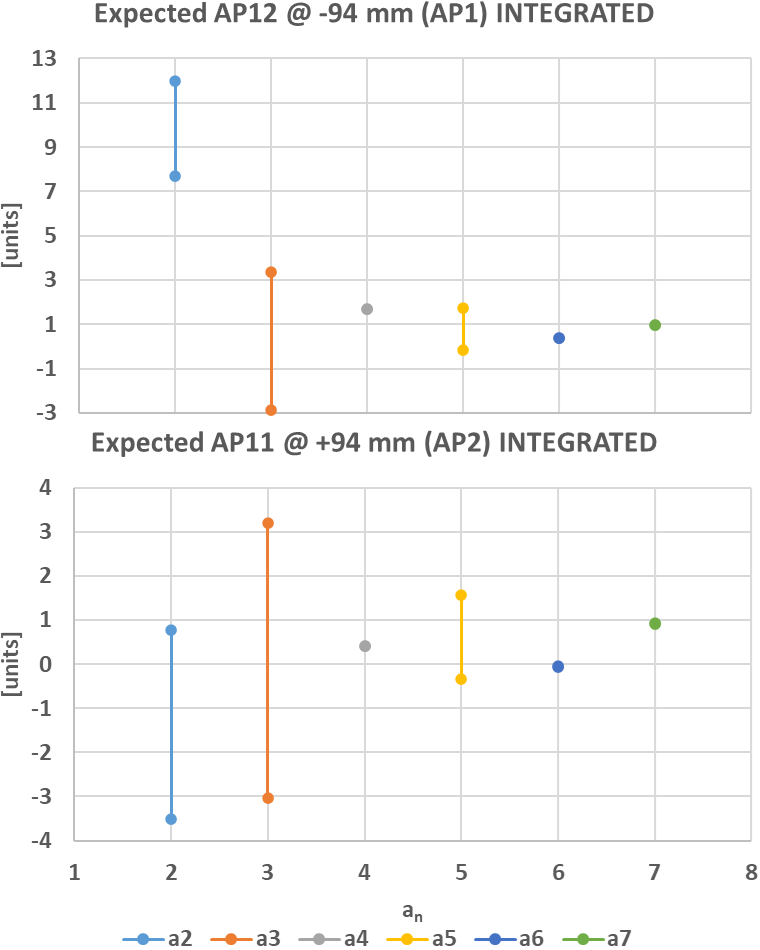 Expected AP12 @ -94 mm (AP1) INTEGRATED
13
11
9
7
5
3
1
-1
-3
[units]
Expected AP11 @ +94 mm (AP2) INTEGRATED
4
3
2
1
0
-1
-2
-3
-4
[units]
1 2 3 4 5 6 7 8
an
a2 a3 a4 a5 a6 a7